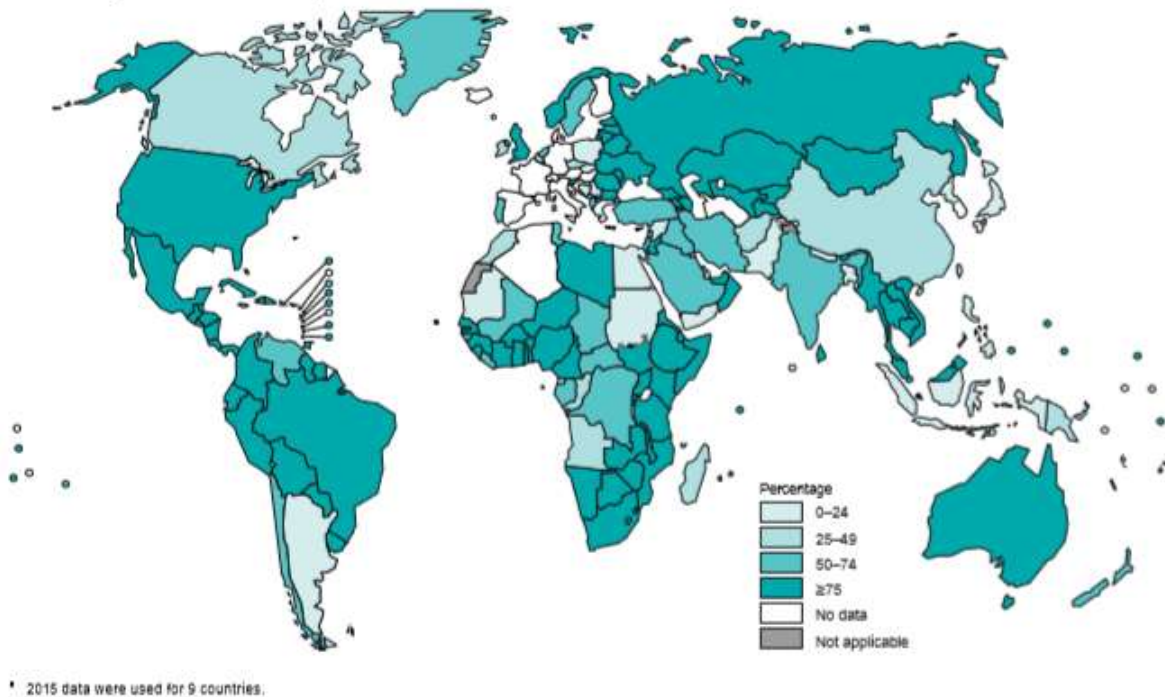 Percentage
0–24
25–49
50–74
≥75
No data
Not applicable
* 2015 data were used for 9 countries.